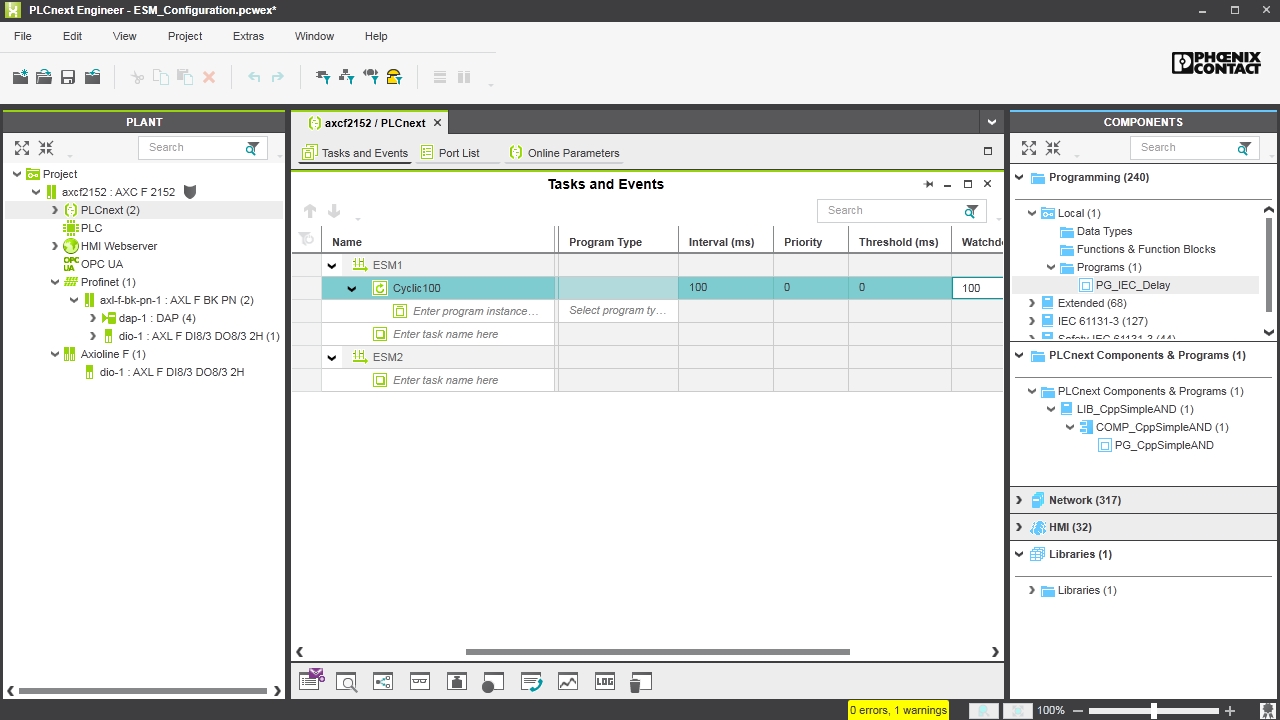 PLCnext Engineer - ESM_Configuration.pcwex*
File Edit View Project Extras Window Help
PHŒNIX
CONTACT
PLANT
Search
Project
axcf2152 : AXC F 2152
PLCnext (2)
PLC
HMI Webserver
OPC UA OPC UA
Profinet (1)
axl-f-bk-pn-1 : AXL F BK PN (2)
dap-1 : DAP (4)
dio-1 : AXL F DI8/3 DO8/3 2H (1)
Axioline F (1)
dio-1 : AXL F DI8/3 DO8/3 2H
axcf2152 / PLCnext
Tasks and Events Port List Online Parameters
Tasks and Events
Search
Name Program Type Interval (ms) Priority Threshold (ms) Watchd
ESM1
Cyclic100 100 0 0 100
Enter program instance... Select program ty...
Enter task name here
ESM2
Enter task name here
LOG
COMPONENTS
Search
Programming (240)
Local (1)
Data Types
Functions & Function Blocks
Programs (1)
PG_IEC_Delay
Extended (68)
IEC 61131-3 (127)
Safety IEC 61131-3 (44)
PLCnext Components & Programs (1)
PLCnext Components & Programs (1)
LIB_CppSimpleAND (1)
COMP_CppSimpleAND (1)
PG_CppSimpleAND
Network (317)
HMI (32)
Libraries (1)
Libraries (1)
0 errors, 1 warnings 100%